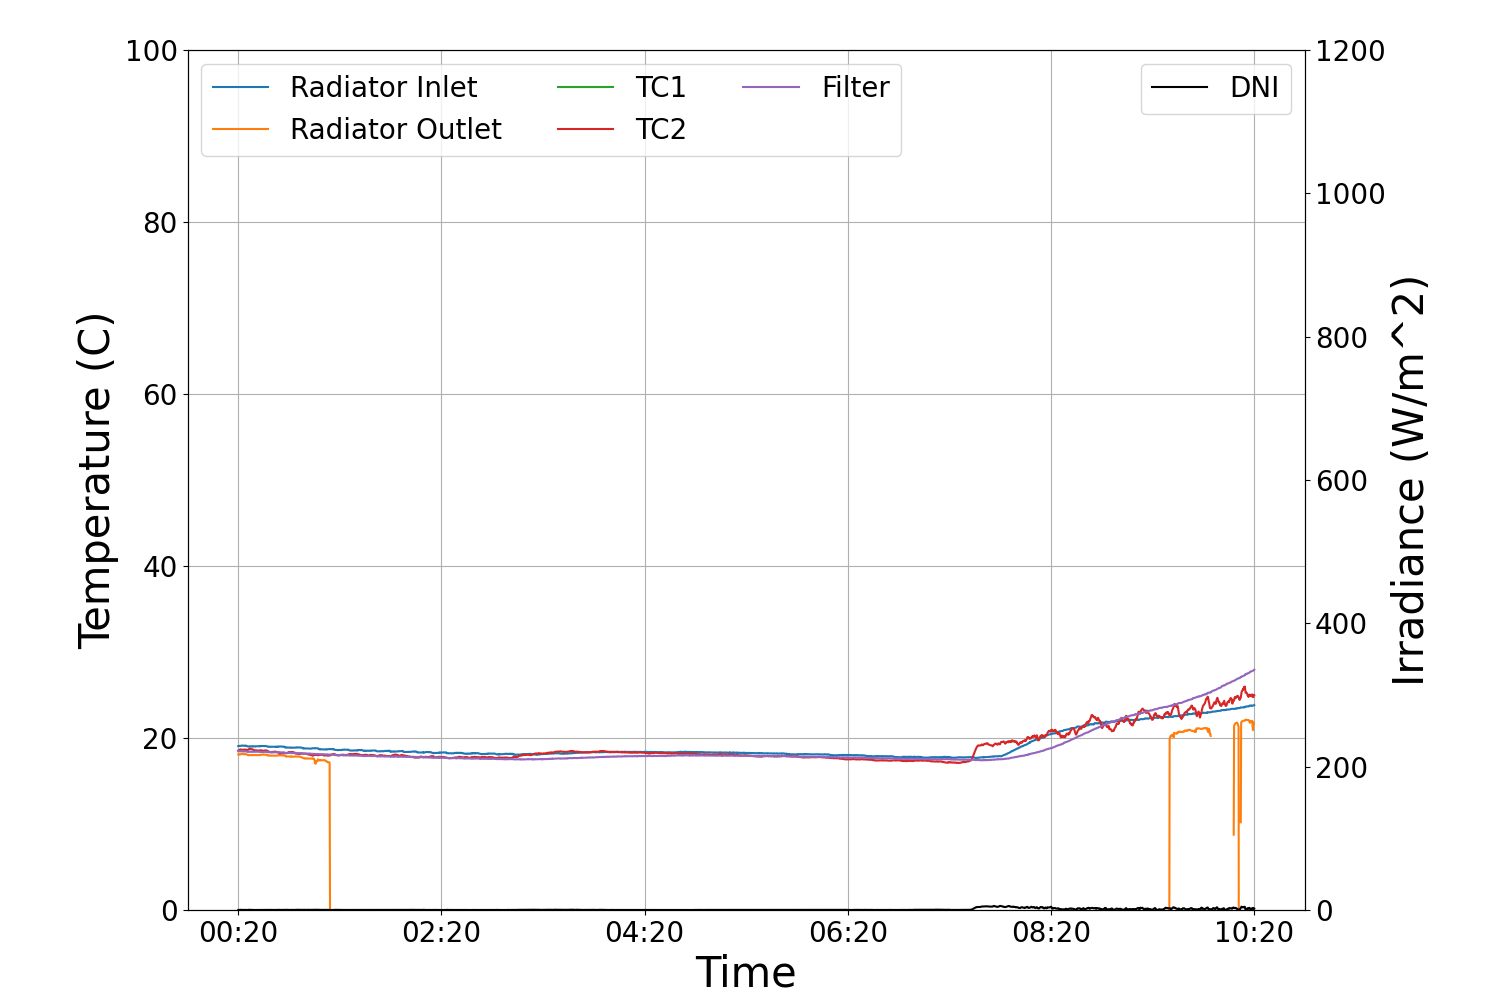 Radiator Inlet
Radiator Outlet
TC1
TC2
Filter
DNI
100
80
60
40
20
0
Temperature (C)
1200
1000
800
600
400
200
0
Irradiance (W/m^2)
00:20
02:20
04:20
06:20
08:20
10:20
Time